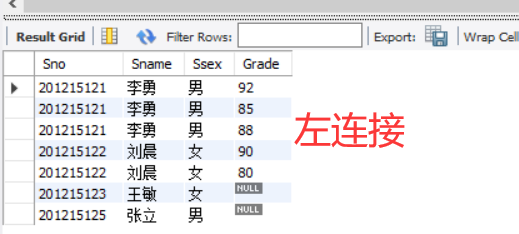 Result Grid Filter Rows: Export: Wrap Cell
Sno Sname Ssex Grade
201215121 李勇 男 92
201215121 李勇 男 85
201215121 李勇 男 88
201215122 刘晨 女 90
201215122 刘晨 女 80
201215123 王敏 女 NULL
201215125 张立 男 NULL
左连接